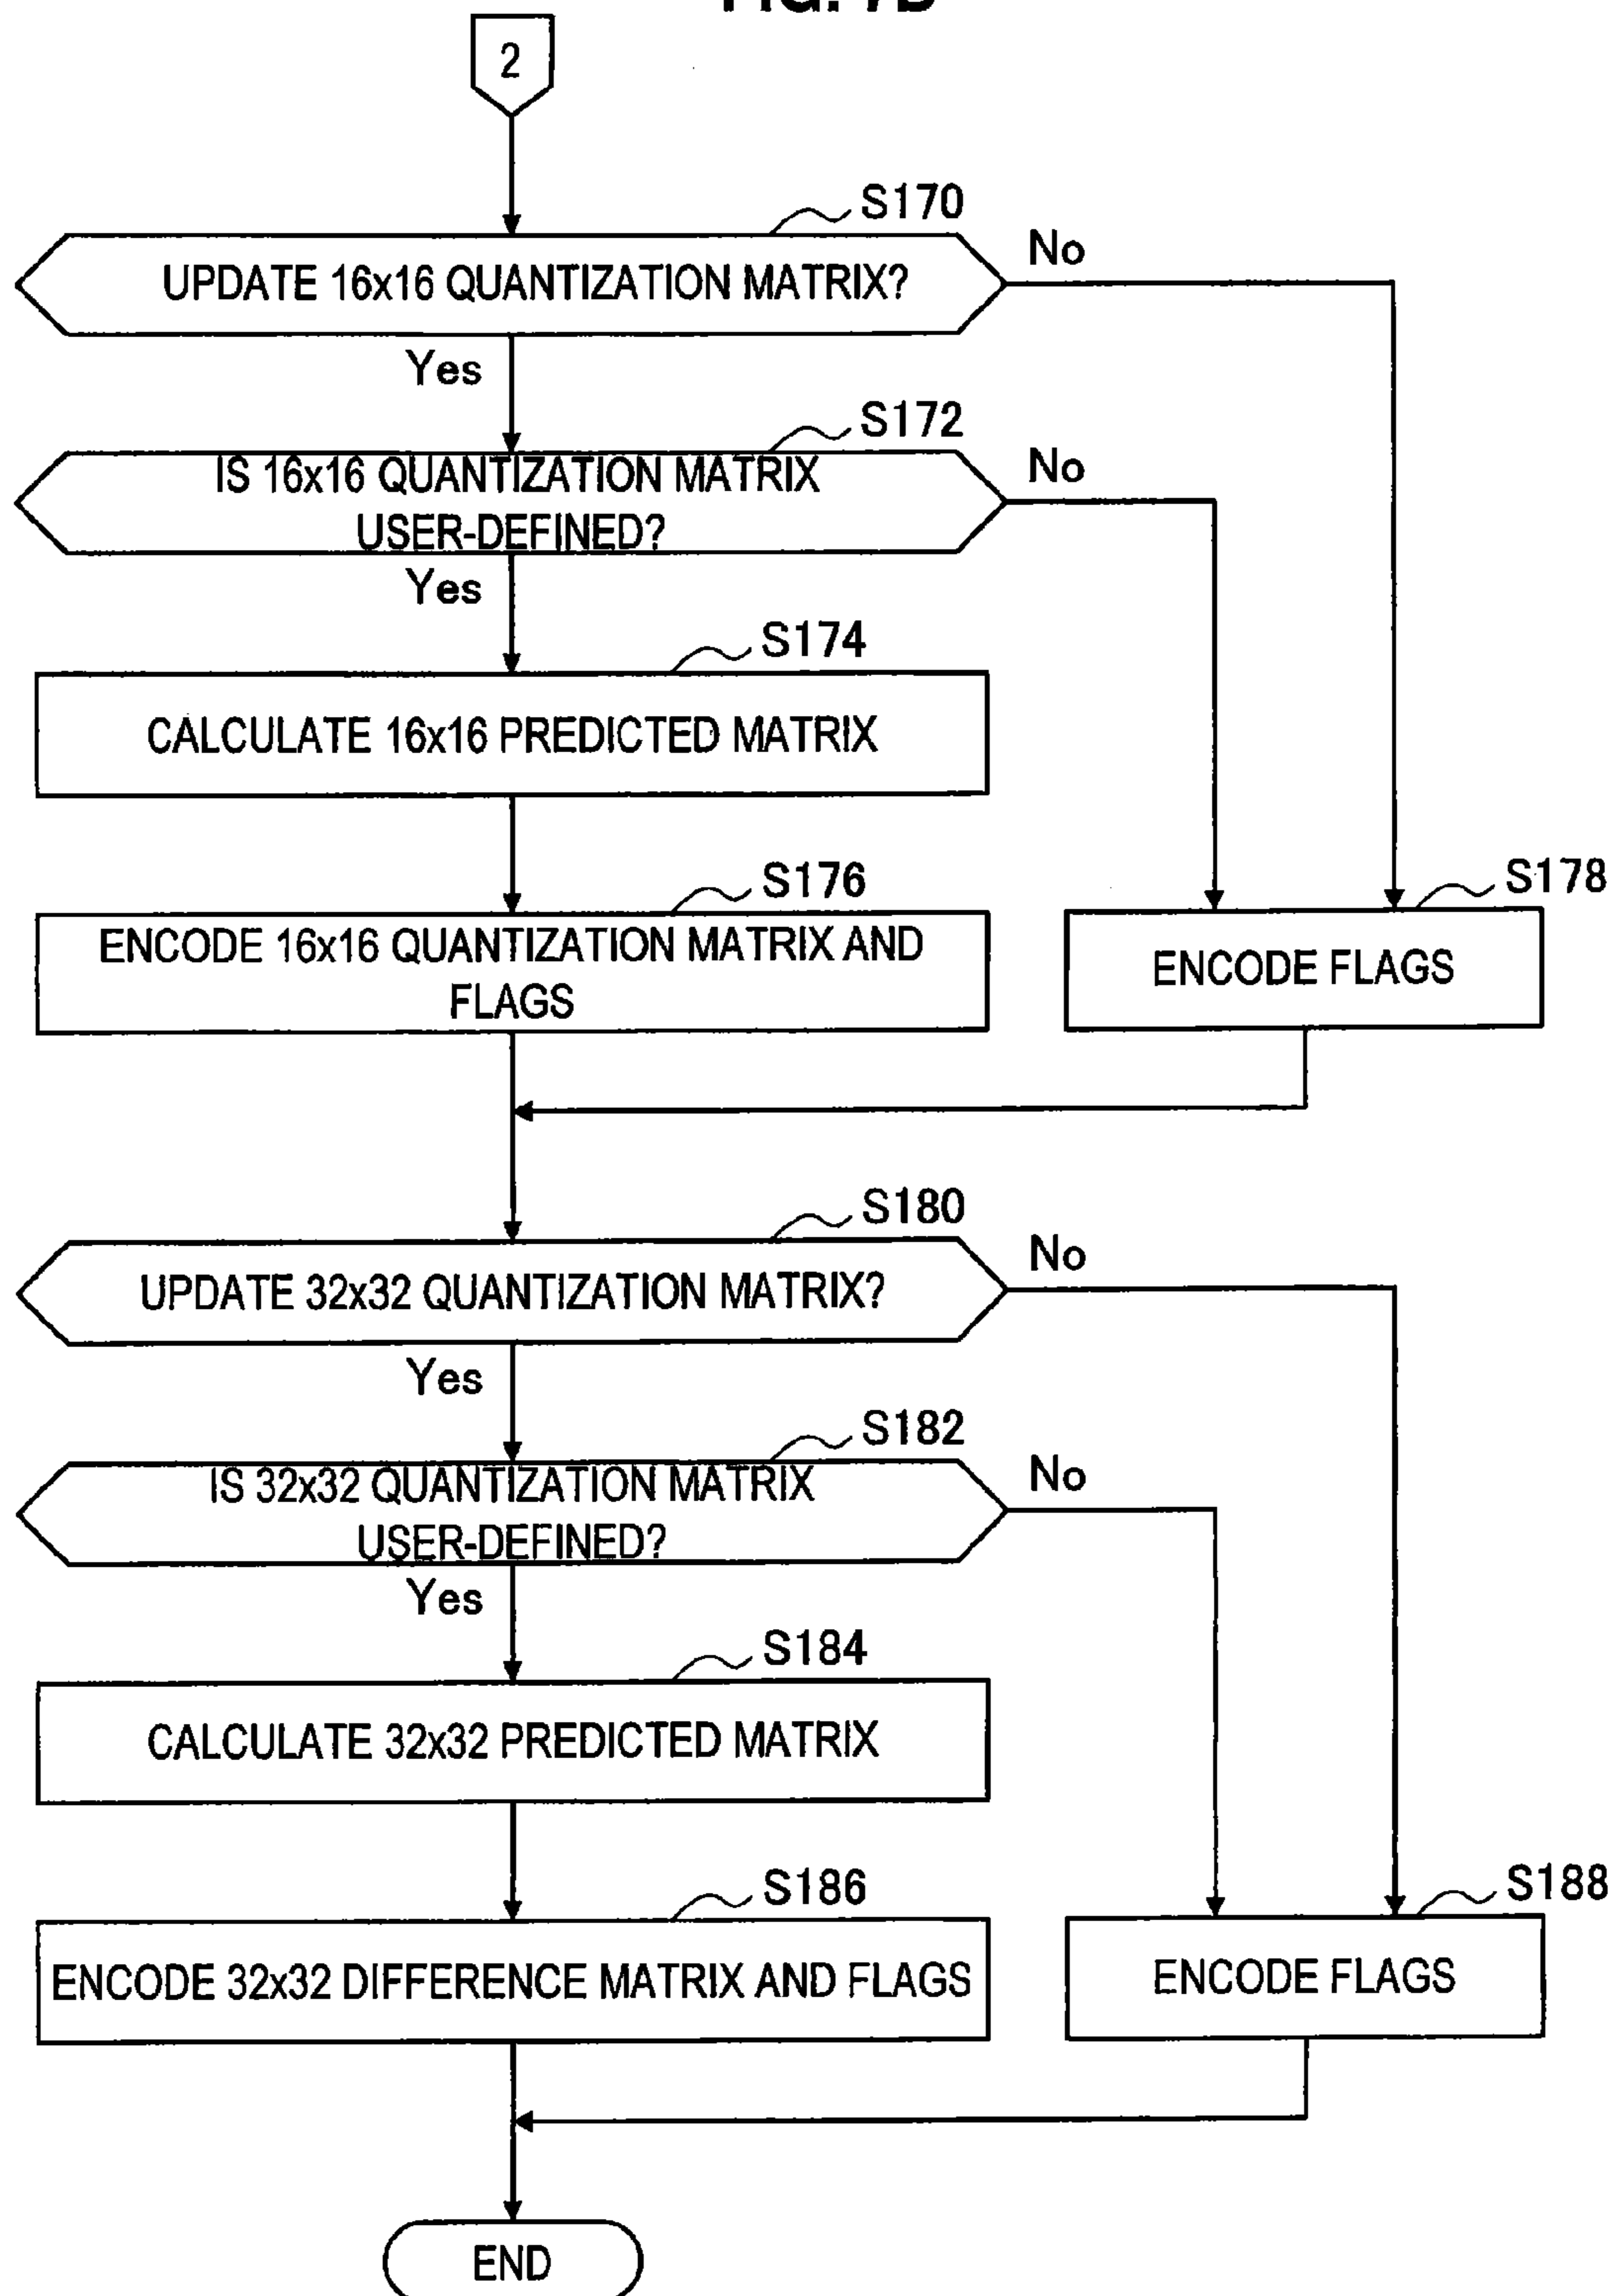 2
S170
UPDATE 16x16 QUANTIZATION MATRIX?
No
Yes
S172
IS 16x16 QUANTIZATION MATRIX
USER-DEFINED?
No
Yes
S174
CALCULATE 16x16 PREDICTED MATRIX
S176
ENCODE 16x16 QUANTIZATION MATRIX AND
FLAGS
S178
ENCODE FLAGS
S180
UPDATE 32x32 QUANTIZATION MATRIX?
No
Yes
S182
IS 32x32 QUANTIZATION MATRIX
USER-DEFINED?
No
Yes
S184
CALCULATE 32x32 PREDICTED MATRIX
S186
ENCODE 32x32 DIFFERENCE MATRIX AND FLAGS
S188
ENCODE FLAGS
END